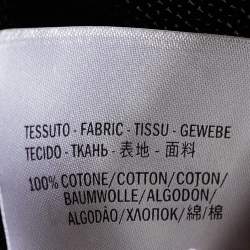 TESSUTO - FABRIC - TISSU - GEWEBE
TECIDO - ТКАНЬ - 表地 - 面料
100% COTONE/COTTON/COTON/
BAUMWOLLE/ALGODON/
ALGODÃO/ХЛОПОК/綿/棉